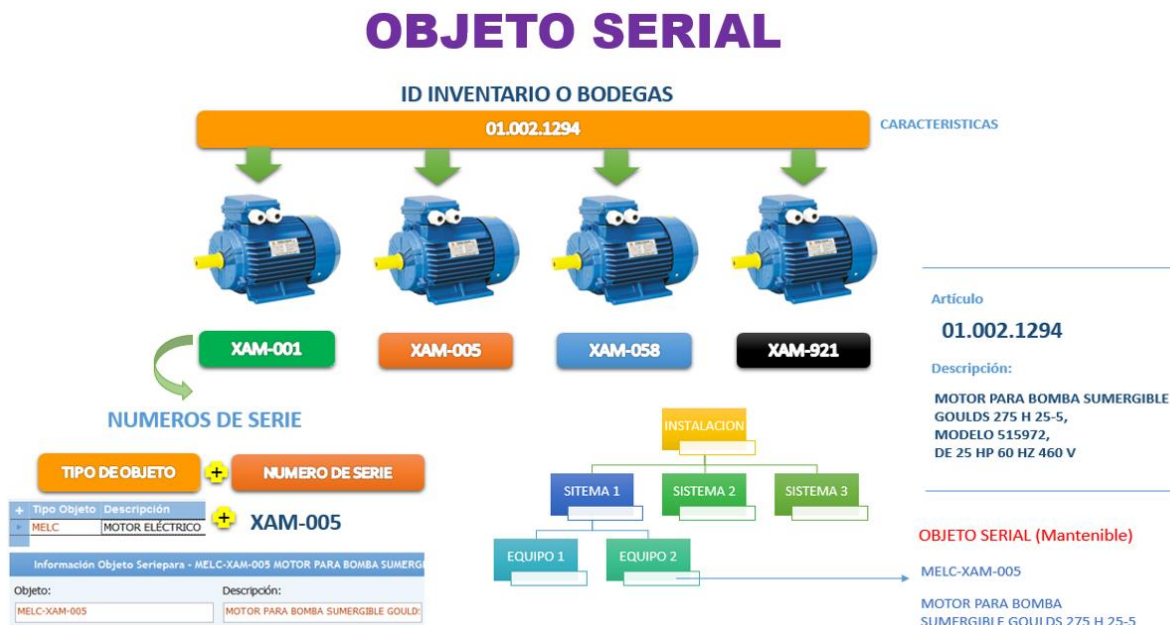 OBJETO SERIAL
ID INVENTARIO O BODEGAS
01.002.1294
CARACTERISTICAS
XAM-001
XAM-005
XAM-058
XAM-921
NUMEROS DE SERIE
TIPO DE OBJETO
+
NUMERO DE SERIE
+ Tipo Objeto Descripción
MELC MOTOR ELÉCTRICO
+
XAM-005
Información Objeto Seriepara - MELC-XAM-005 MOTOR PARA BOMBA SUMERG
Objeto:
Descripción:
MELC-XAM-005
MOTOR PARA BOMBA SUMERGIBLE GOULD
INSTALACION
SITEMA 1
SISTEMA 2
SISTEMA 3
EQUIPO 1
EQUIPO 2
Artículo
01.002.1294
Descripción:
MOTOR PARA BOMBA SUMERGIBLE
GOULDS 275 H 25-5,
MODELO 515972,
DE 25 HP 60 HZ 460 V
OBJETO SERIAL (Mantenible)
MELC-XAM-005
MOTOR PARA BOMBA
SUMERGIBLE GOULDS 275 H 25-5